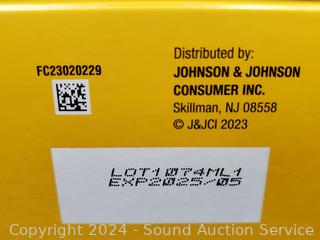 FC23020229
Distributed by:
JOHNSON & JOHNSON
CONSUMER INC.
Skillman, NJ 08558
© J&JCI 2023
LOT1074ML1
EXP2025/05
Copyright 2024 - Sound Auction Service